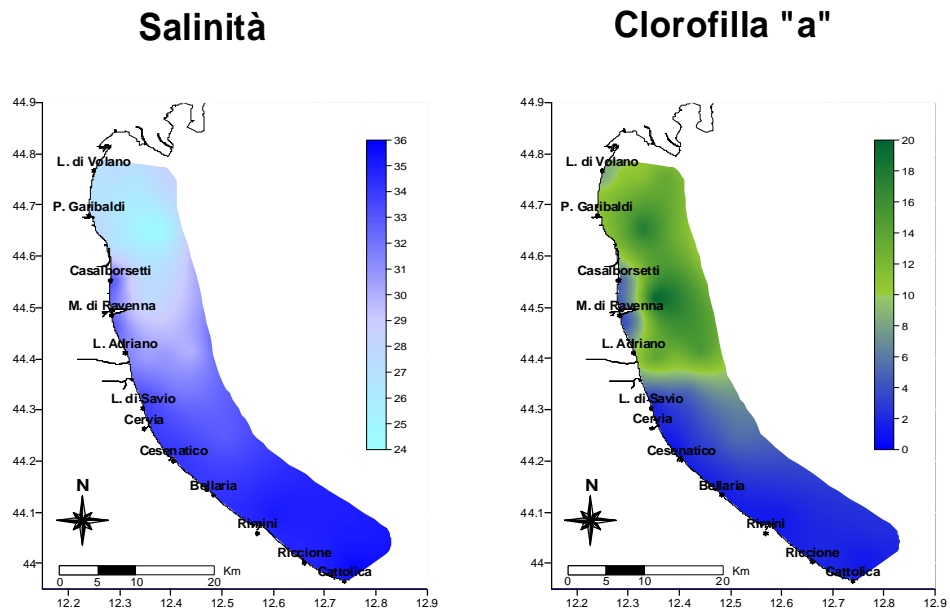 Salinità
44.9
44.8
44.7
44.6
44.5
44.4
44.3
44.2
44.1
44
L. di Volano
P. Garibaldi
Casalborsetti
M. di Ravenna
L. Adriano
L. di Savio
Cervia
Cesenatico
Bellaria
Rimini
Riccione
Cattolica
N
0 5 10 20 Km
12.2 12.3 12.4 12.5 12.6 12.7 12.8 12.9
36
35
34
33
32
31
30
29
28
27
26
25
24
Clorofilla "a"
44.9
44.8
44.7
44.6
44.5
44.4
44.3
44.2
44.1
44
L. di Volano
P. Garibaldi
Casalborsetti
M. di Ravenna
L. Adriano
L. di Savio
Cervia
Cesenatico
Bellaria
Rimini
Riccione
Cattolica
N
0 5 10 20 Km
12.2 12.3 12.4 12.5 12.6 12.7 12.8 12.9
20
18
16
14
12
10
8
6
4
2
0